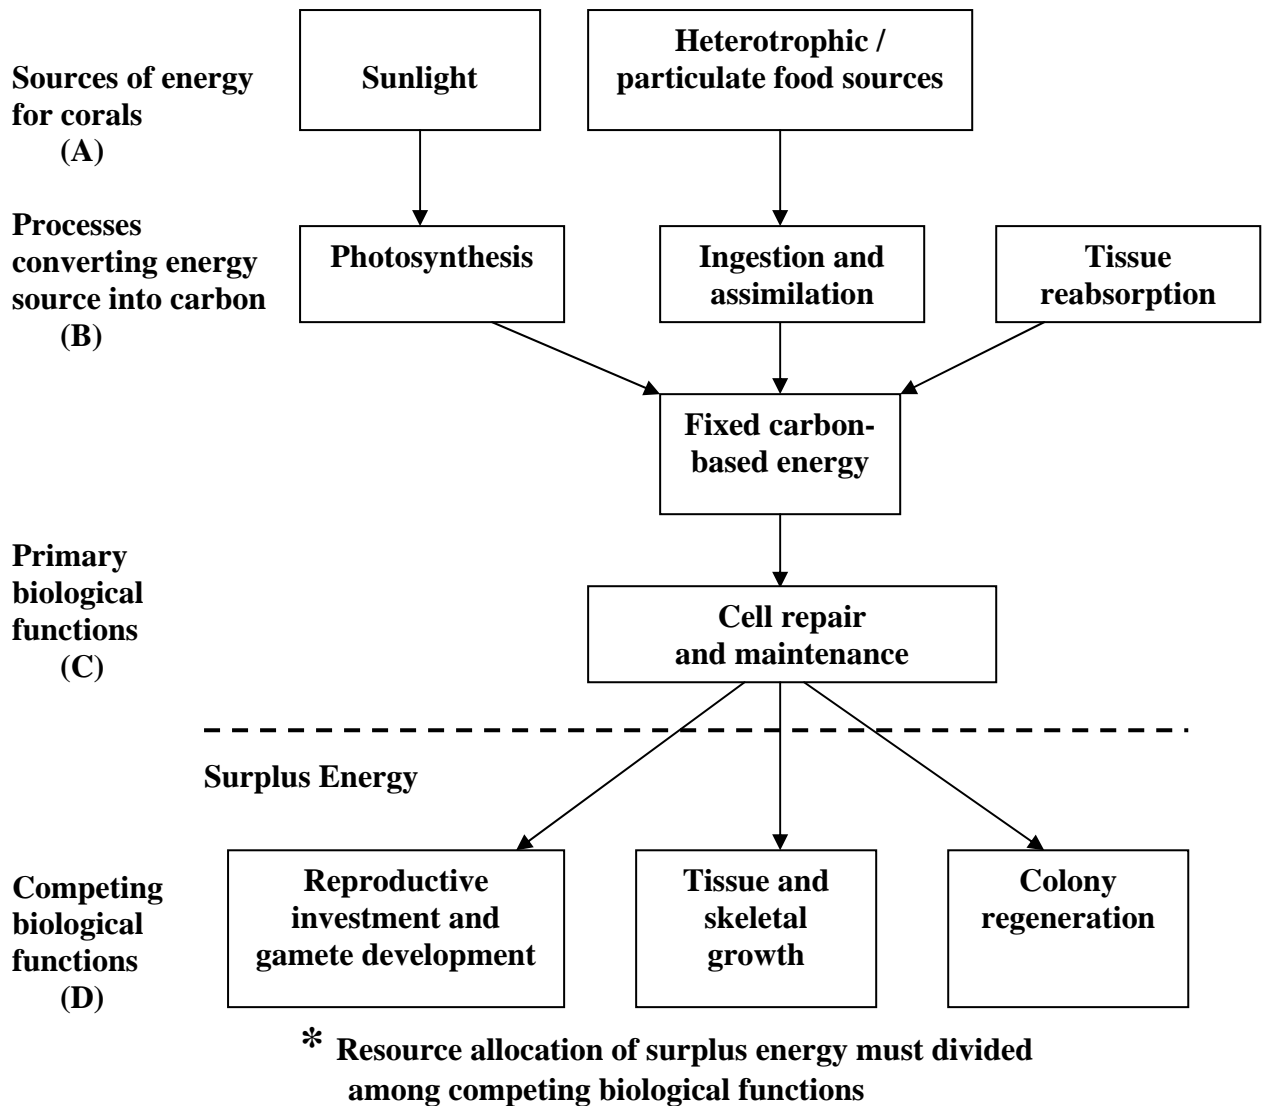 Sources of energy
for corals
(A)
Sunlight
Heterotrophic /
particulate food sources
Processes
converting energy
source into carbon
(B)
Photosynthesis
Ingestion and
assimilation
Tissue
reabsorption
Fixed carbon-
based energy
Primary
biological
functions
(C)
Cell repair
and maintenance
Surplus Energy
Competing
biological
functions
(D)
Reproductive
investment and
gamete development
Tissue and
skeletal
growth
Colony
regeneration
* Resource allocation of surplus energy must divided
among competing biological functions